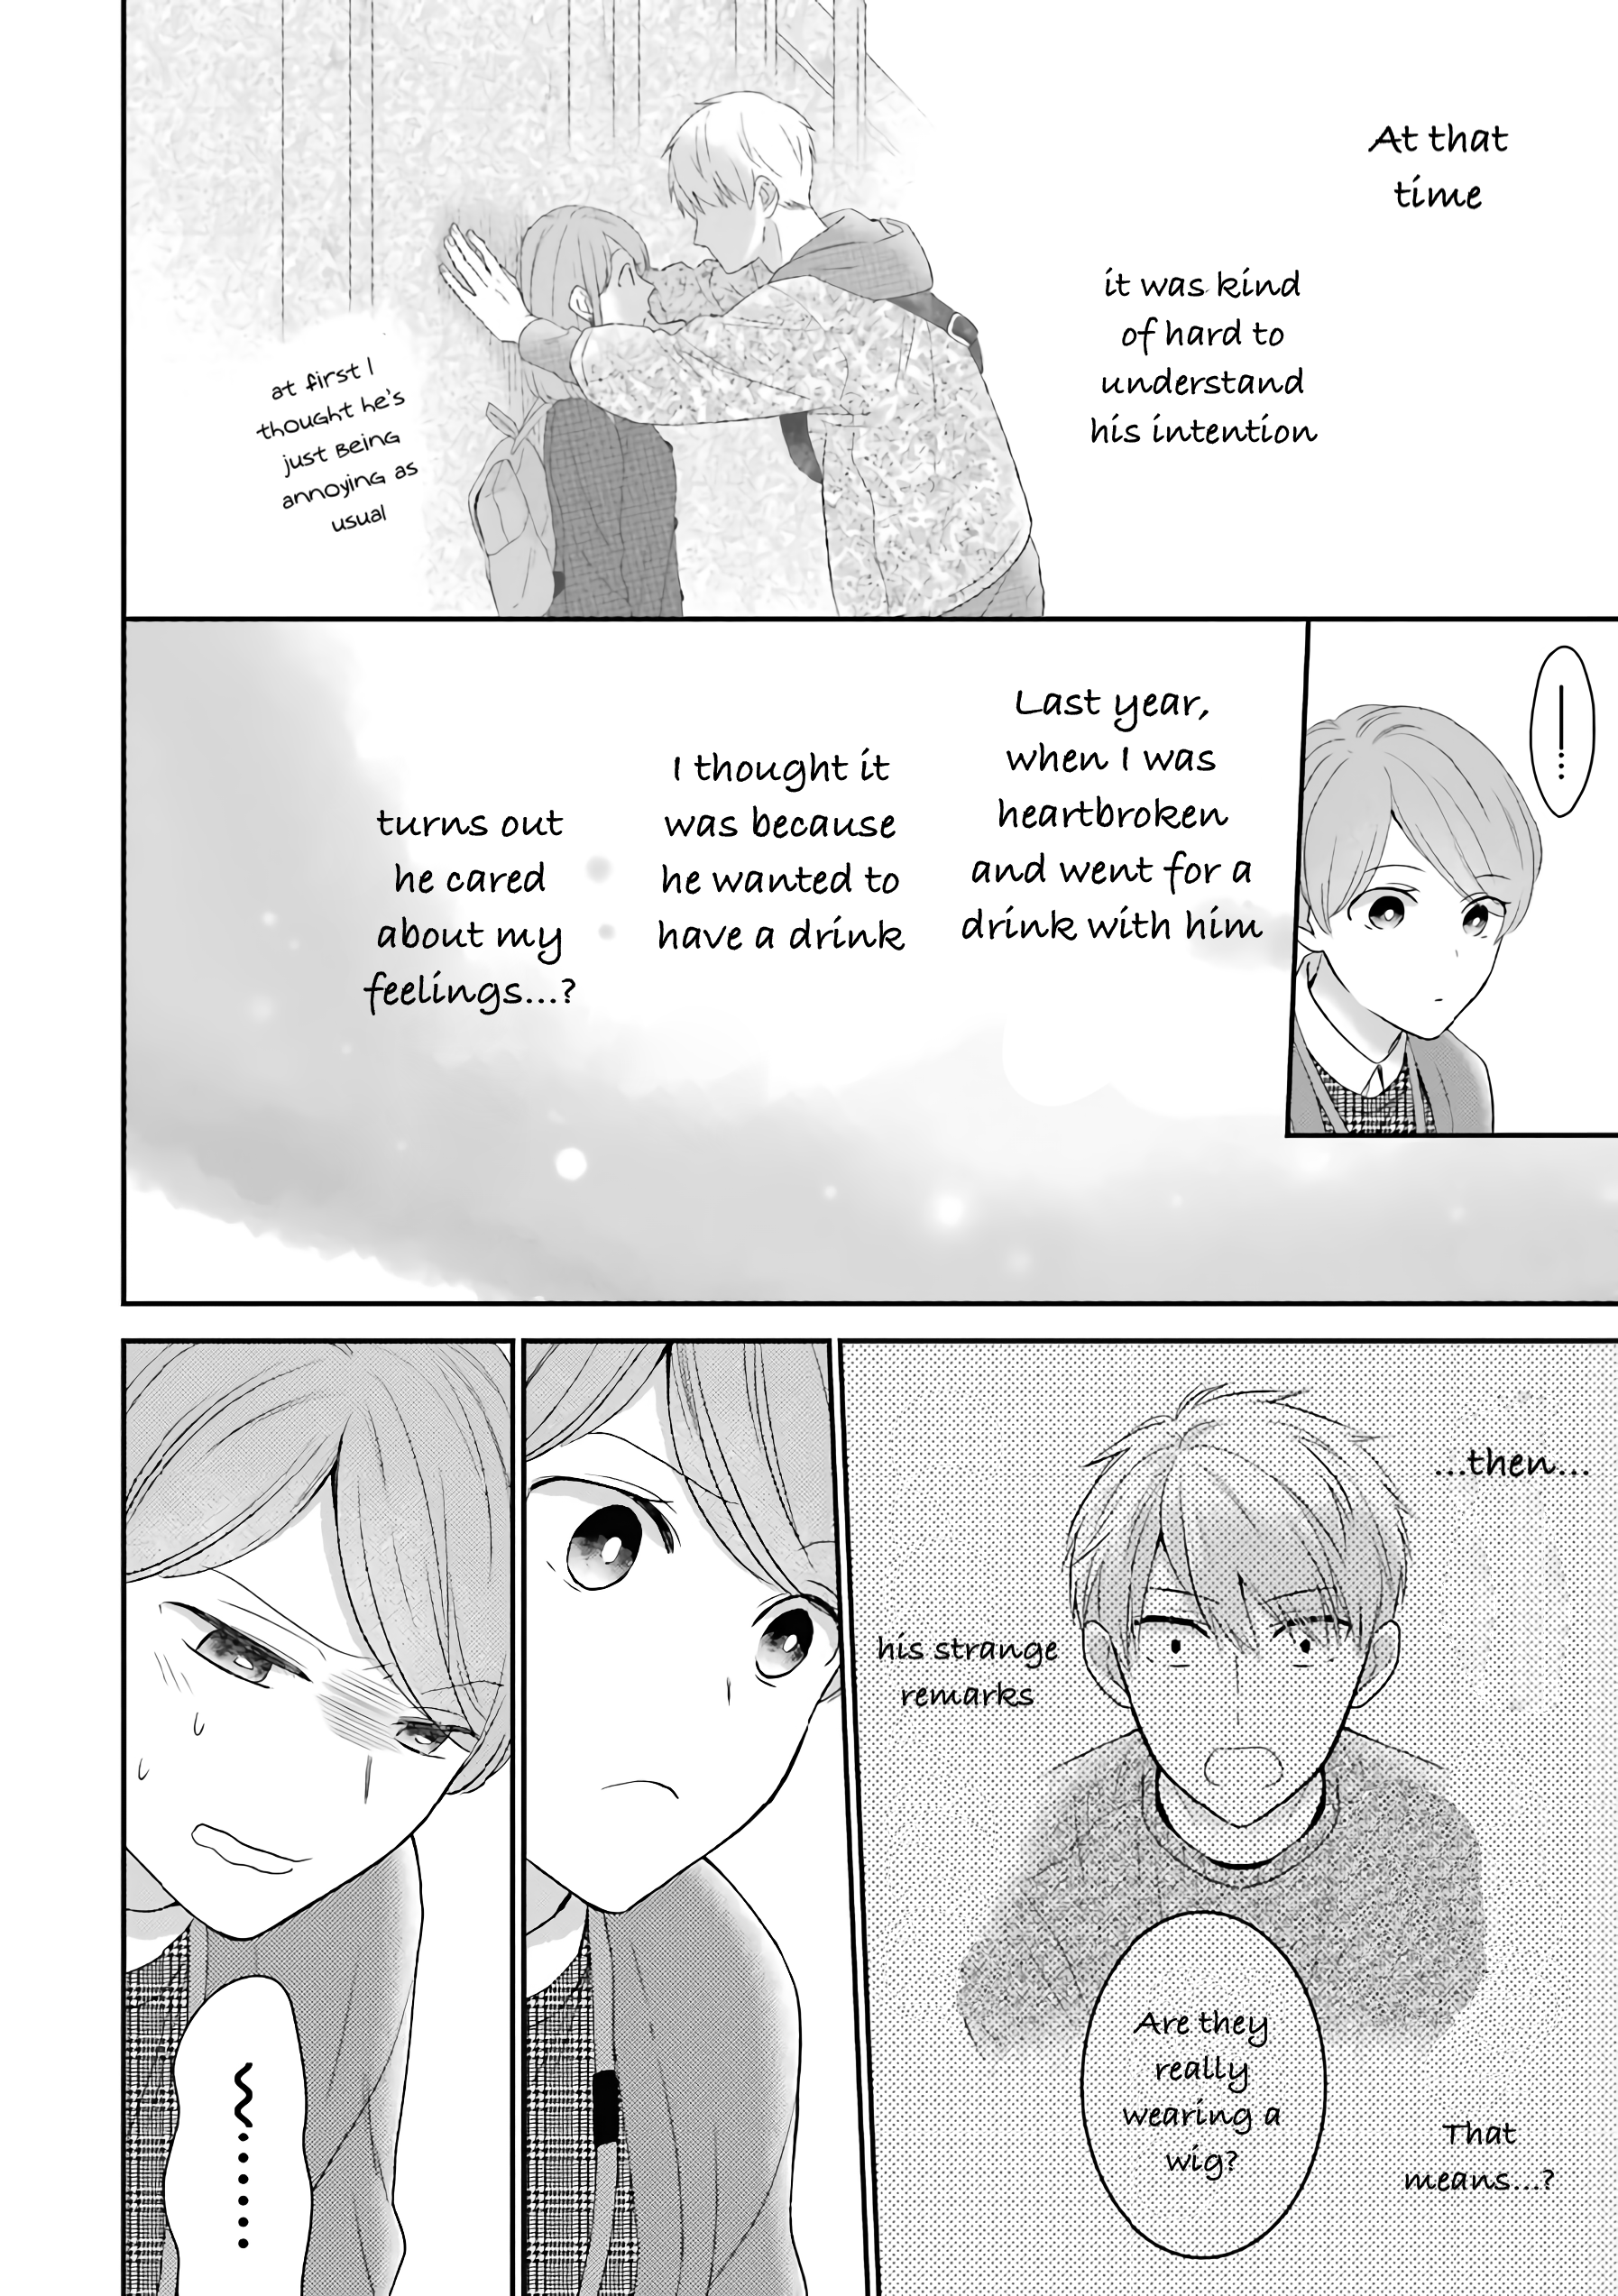 At that
time
it was kind
of hard to
understand
his intention
at first I
thought he's
just being
annoying as
usual
Last year,
when I was
heartbroken
and went for a
drink with him
I thought it
was because
he wanted to
have a drink
turns out
he cared
about my
feelings...?
...then...
his strange
remarks
Are they
really
wearing a
wig?
That
means...?